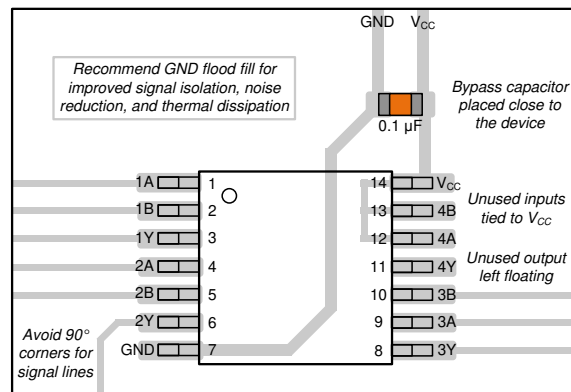 GND VCC
Recommend GND flood fill for
improved signal isolation, noise
reduction, and thermal dissipation
Bypass capacitor
placed close to
the device
0.1 µF
1A 1 14 VCC
1B 2 13 4B
1Y 3 12 4A
2A 4 11 4Y
2B 5 10 3B
2Y 6 9 3A
GND 7 8 3Y
Unused inputs
tied to VCC
Unused output
left floating
Avoid 90°
corners for
signal lines